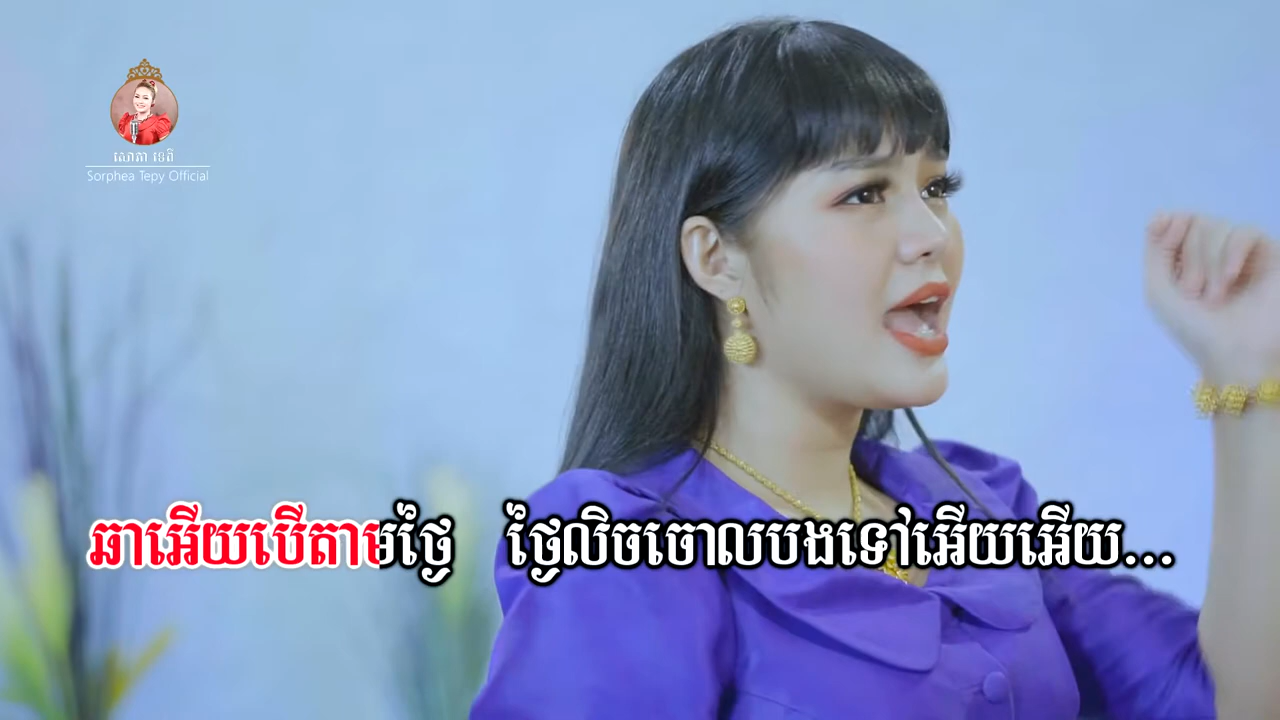 សោភា ទេពី
Sorphea Tepy Official
ឆាអើយបើតាមថ្ងៃ ថ្ងៃលិចចោលបងទៅអើយអើយ...